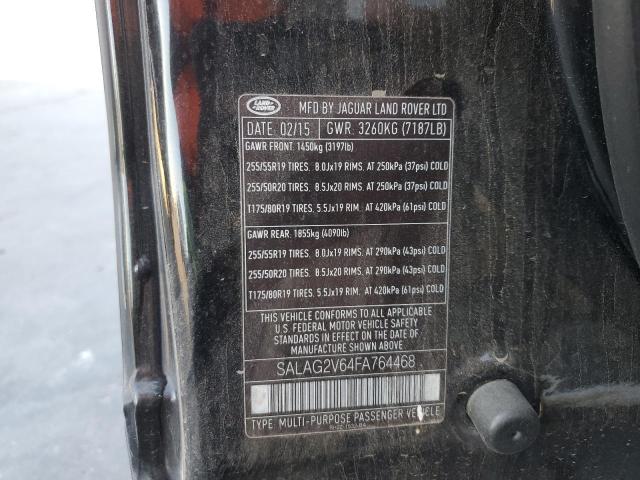 LAND ROVER
MFD BY JAGUAR LAND ROVER LTD
DATE 02/15 GWR. 3260KG (7187LB)
GAWR FRONT. 1450kg (3197lb)
255/55R19 TIRES. 8.0Jx19 RIMS. AT 250kPa (37psi) COLD
255/50R20 TIRES. 8.5Jx20 RIMS. AT 250kPa (37psi) COLD
T175/80R19 TIRES. 5.5Jx19 RIM. AT 420kPa (61psi) COLD
GAWR REAR. 1855kg (4090lb)
255/55R19 TIRES. 8.0Jx19 RIMS. AT 290kPa (43psi) COLD
255/50R20 TIRES. 8.5Jx20 RIMS. AT 290kPa (43psi) COLD
T175/80R19 TIRES. 5.5Jx19 RIM. AT 420kPa (61psi) COLD
THIS VEHICLE CONFORMS TO ALL APPLICABLE
U.S. FEDERAL MOTOR VEHICLE SAFETY
STANDARDS IN EFFECT ON THE DATE OF
MANUFACTURE SHOWN ABOVE.
SALAG2V64FA764468
TYPE: MULTI-PURPOSE PASSENGER VEHICLE